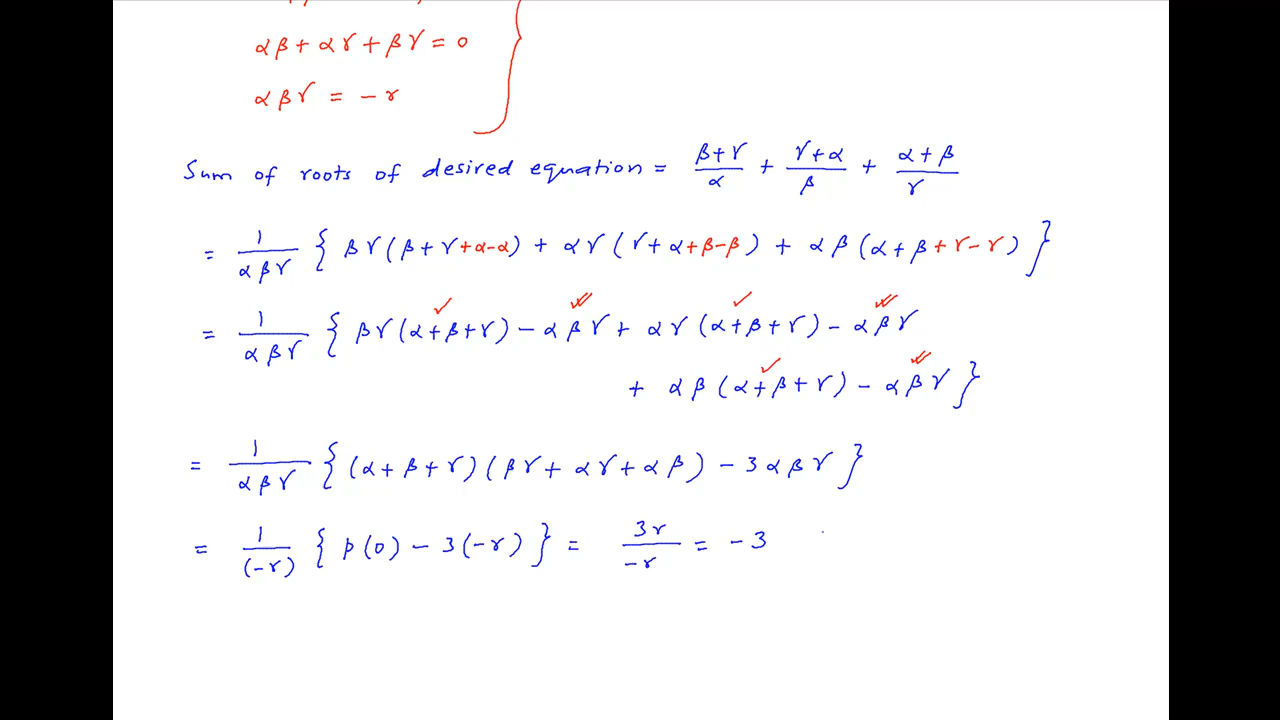 αβ + αγ + βγ = 0
αβγ = - r
Sum of roots of desired equation = (β+γ)/α + (γ+α)/β + (α+β)/γ
= 1/(αβγ) { βγ(β+γ+α-α) + αγ(γ+α+β-β) + αβ(α+β+γ-γ) }
= 1/(αβγ) { βγ(α+β+γ) - αβγ + αγ(α+β+γ) - αβγ
+ αβ(α+β+γ) - αβγ }
= 1/(αβγ) { (α+β+γ)(βγ+αγ+αβ) - 3αβγ }
= 1/(-r) { p(0) - 3(-r) } = 3r/-r = -3